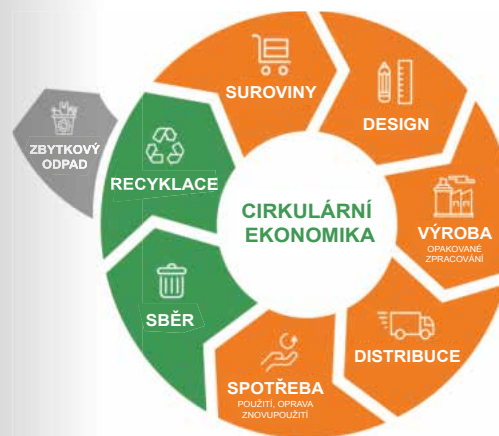 SUROVINY
DESIGN
VÝROBA
OPAKOVANÉ
ZPRACOVÁNÍ
DISTRIBUCE
SPOTŘEBA
POUŽITÍ, OPRAVA
ZNOVUPOUŽITÍ
SBĚR
RECYKLACE
ZBYTKOVÝ
ODPAD
CIRKULÁRNÍ
EKONOMIKA